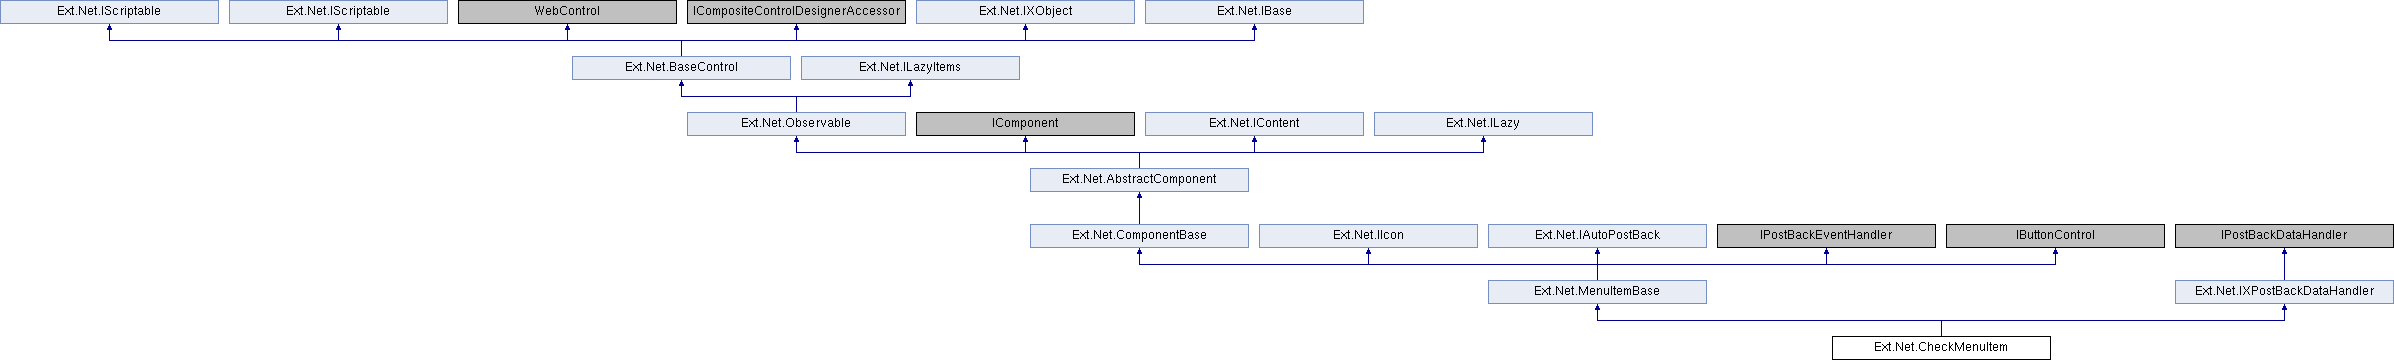 Ext.Net.IScriptable Ext.Net.IScriptable WebControl ICompositeControlDesignerAccessor Ext.Net.IXObject Ext.Net.IBase
Ext.Net.BaseControl Ext.Net.ILazyItems
Ext.Net.Observable IComponent Ext.Net.IContent Ext.Net.ILazy
Ext.Net.AbstractComponent
Ext.Net.ComponentBase Ext.Net.IIcon Ext.Net.IAutoPostBack IPostBackEventHandler IButtonControl IPostBackDataHandler
Ext.Net.MenuItemBase Ext.Net.IXPostBackDataHandler
Ext.Net.CheckMenuItem